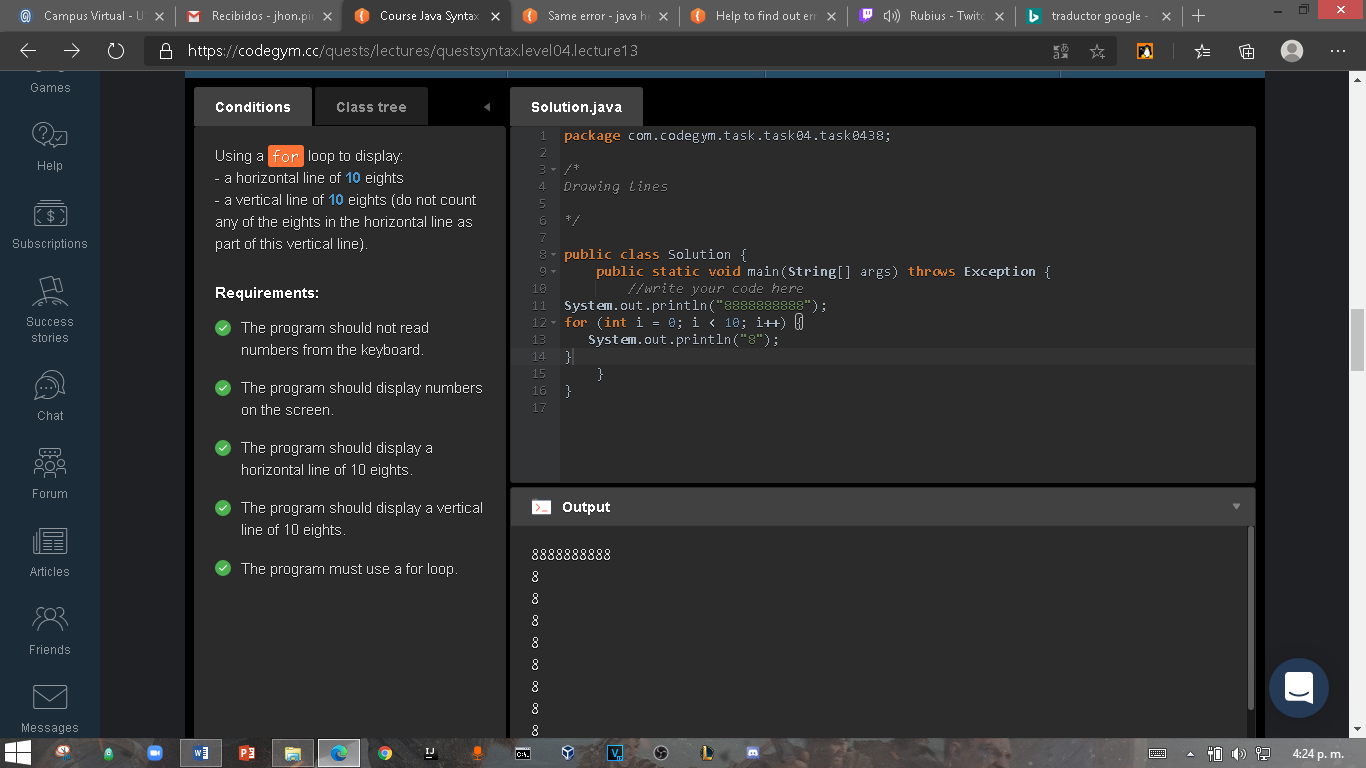 Campus Virtual - U
Recibidos - jhon.pi
Course Java Syntax
Same error - java h
Help to find out err
Rubius - Twitc
traductor google -
https://codegym.cc/quests/lectures/questsyntax.level04.lecture13
Games
Help
Subscriptions
Success
stories
Chat
Forum
Articles
Friends
Messages
Conditions
Class tree
Using a for loop to display:
- a horizontal line of 10 eights
- a vertical line of 10 eights (do not count
any of the eights in the horizontal line as
part of this vertical line).
Requirements:
The program should not read
numbers from the keyboard.
The program should display numbers
on the screen.
The program should display a
horizontal line of 10 eights.
The program should display a vertical
line of 10 eights.
The program must use a for loop.
Solution.java
1 package com.codegym.task.task04.task0438;
2
3 /*
4 Drawing lines
5
6 */
7
8 public class Solution {
9 public static void main(String[] args) throws Exception {
10 //write your code here
11 System.out.println("8888888888");
12 for (int i = 0; i < 10; i++) {
13 System.out.println("8");
14 }
15 }
16 }
17
Output
8888888888
8
8
8
8
8
8
8
8
4:24 p. m.